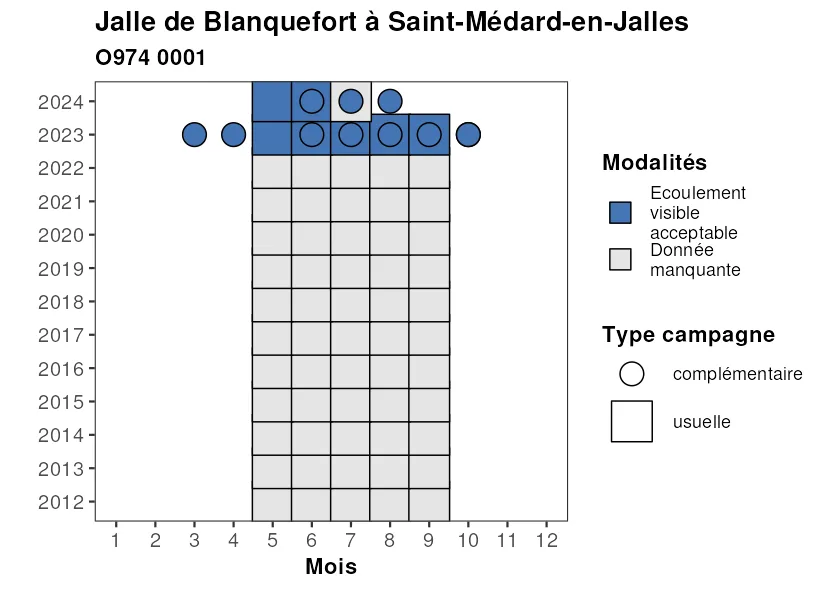 Jalle de Blanquefort à Saint-Médard-en-Jalles
O974 0001
2024
2023
2022
2021
2020
2019
2018
2017
2016
2015
2014
2013
2012
1 2 3 4 5 6 7 8 9 10 11 12
Mois
Modalités
Ecoulement
visible
acceptable
Donnée
manquante
Type campagne
complémentaire
usuelle